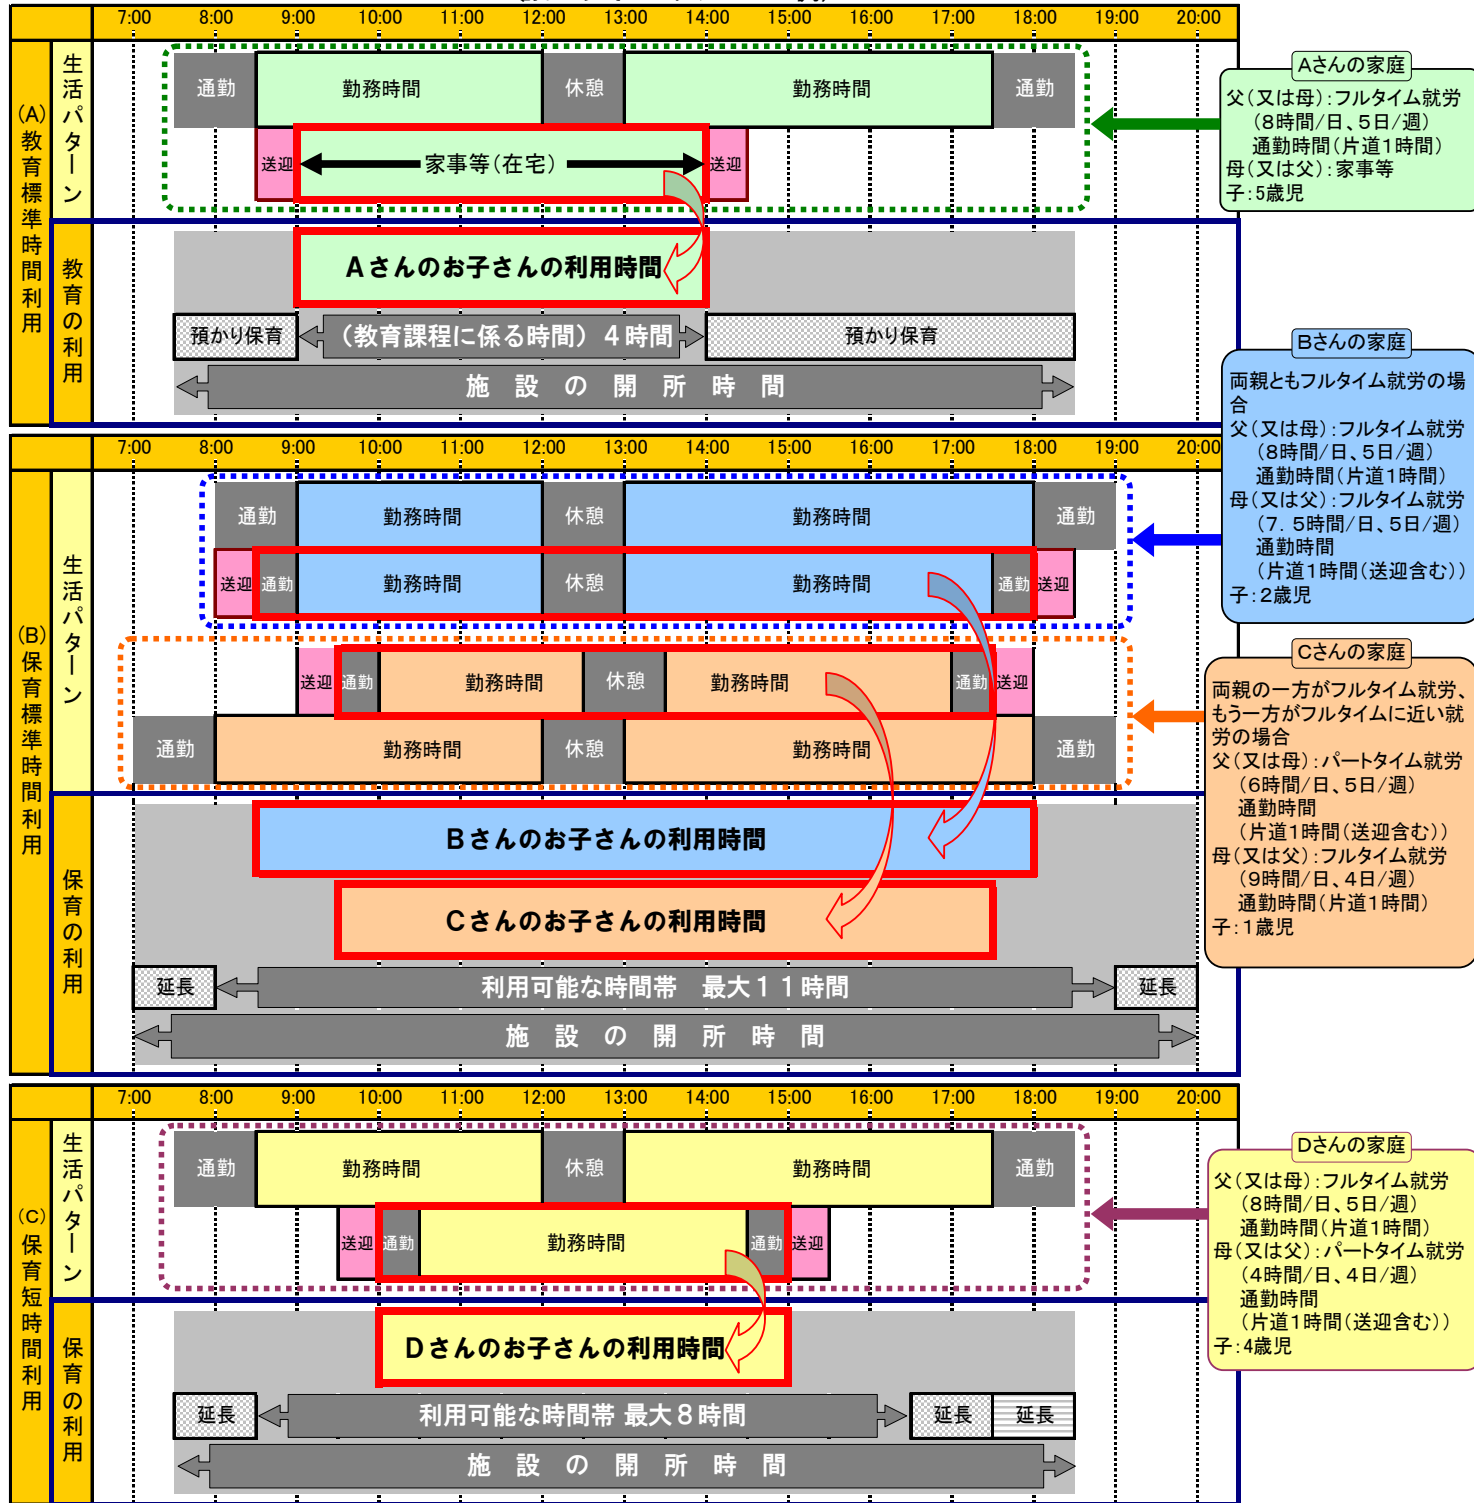 7:00 8:00 9:00 10:00 11:00 12:00 13:00 14:00 15:00 16:00 17:00 18:00 19:00 20:00
(A)教育標準時間利用
生活パターン
通勤 勤務時間 休憩 勤務時間 通勤
送迎 家事等(在宅) 送迎
教育の利用
Aさんのお子さんの利用時間
預かり保育 (教育課程に係る時間) 4時間 預かり保育
施設の開所時間
Aさんの家庭
父(又は母):フルタイム就労
(8時間/日、5日/週)
通勤時間(片道1時間)
母(又は父):家事等
子:5歳児
7:00 8:00 9:00 10:00 11:00 12:00 13:00 14:00 15:00 16:00 17:00 18:00 19:00 20:00
(B)保育標準時間利用
生活パターン
通勤 勤務時間 休憩 勤務時間 通勤
送迎 通勤 勤務時間 休憩 勤務時間 通勤 送迎
送迎 通勤 勤務時間 休憩 勤務時間 通勤 送迎
通勤 勤務時間 休憩 勤務時間 通勤
保育の利用
Bさんのお子さんの利用時間
Cさんのお子さんの利用時間
延長 利用可能な時間帯 最大11時間 延長
施設の開所時間
Bさんの家庭
両親ともフルタイム就労の場
合
父(又は母):フルタイム就労
(8時間/日、5日/週)
通勤時間(片道1時間)
母(又は父):フルタイム就労
(7.5時間/日、5日/週)
通勤時間
(片道1時間(送迎含む))
子:2歳児
Cさんの家庭
両親の一方がフルタイム就労、
もう一方がフルタイムに近い就
労の場合
父(又は母):パートタイム就労
(6時間/日、5日/週)
通勤時間
(片道1時間(送迎含む))
母(又は父):フルタイム就労
(9時間/日、4日/週)
通勤時間(片道1時間)
子:1歳児
7:00 8:00 9:00 10:00 11:00 12:00 13:00 14:00 15:00 16:00 17:00 18:00 19:00 20:00
(C)保育短時間利用
生活パターン
通勤 勤務時間 休憩 勤務時間 通勤
送迎 通勤 勤務時間 通勤 送迎
保育の利用
Dさんのお子さんの利用時間
延長 利用可能な時間帯 最大8時間 延長 延長
施設の開所時間
Dさんの家庭
父(又は母):フルタイム就労
(8時間/日、5日/週)
通勤時間(片道1時間)
母(又は父):パートタイム就労
(4時間/日、4日/週)
通勤時間
(片道1時間(送迎含む))
子:4歳児